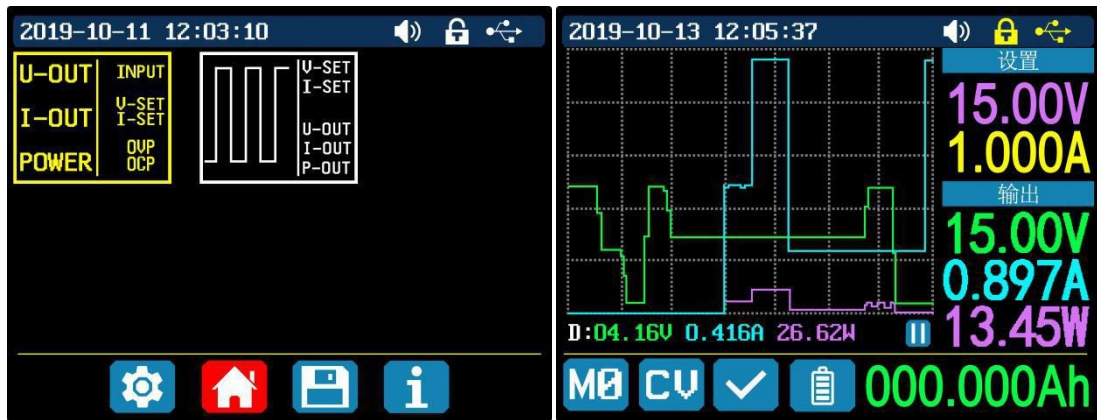 2019-10-11 12:03:10
U-OUT
INPUT
I-OUT
V-SET
I-SET
POWER
OVP
OCP
V-SET
I-SET
U-OUT
I-OUT
P-OUT
i
2019-10-13 12:05:37
设置
15.00V
1.000A
输出
15.00V
0.897A
13.45W
D:04.16V 0.416A 26.62W
M0 CV 000.000Ah